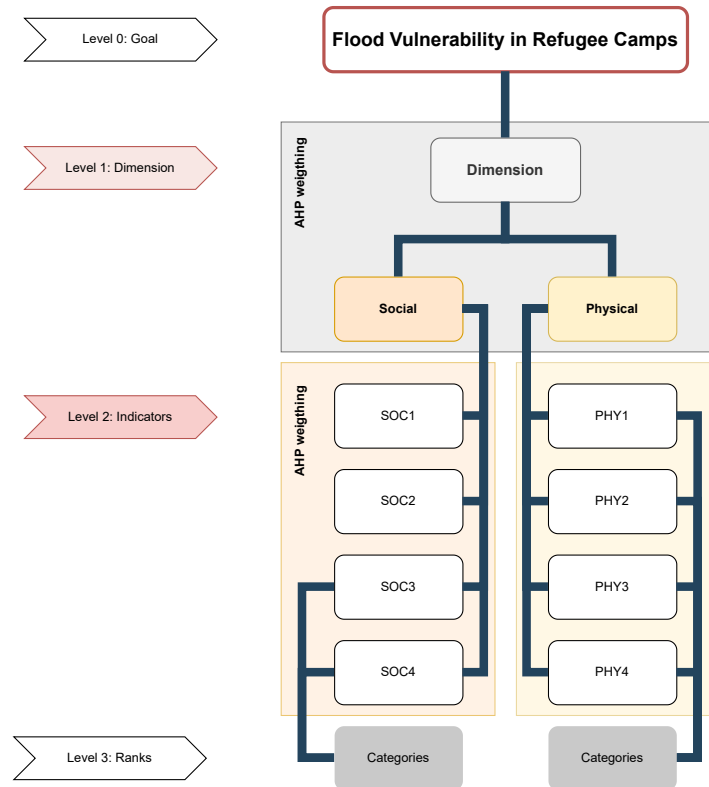 Level 0: Goal
Flood Vulnerability in Refugee Camps
Level 1: Dimension
AHP weigthing
Dimension
Social
Physical
Level 2: Indicators
AHP weigthing
SOC1
PHY1
SOC2
PHY2
SOC3
PHY3
SOC4
PHY4
Level 3: Ranks
Categories
Categories